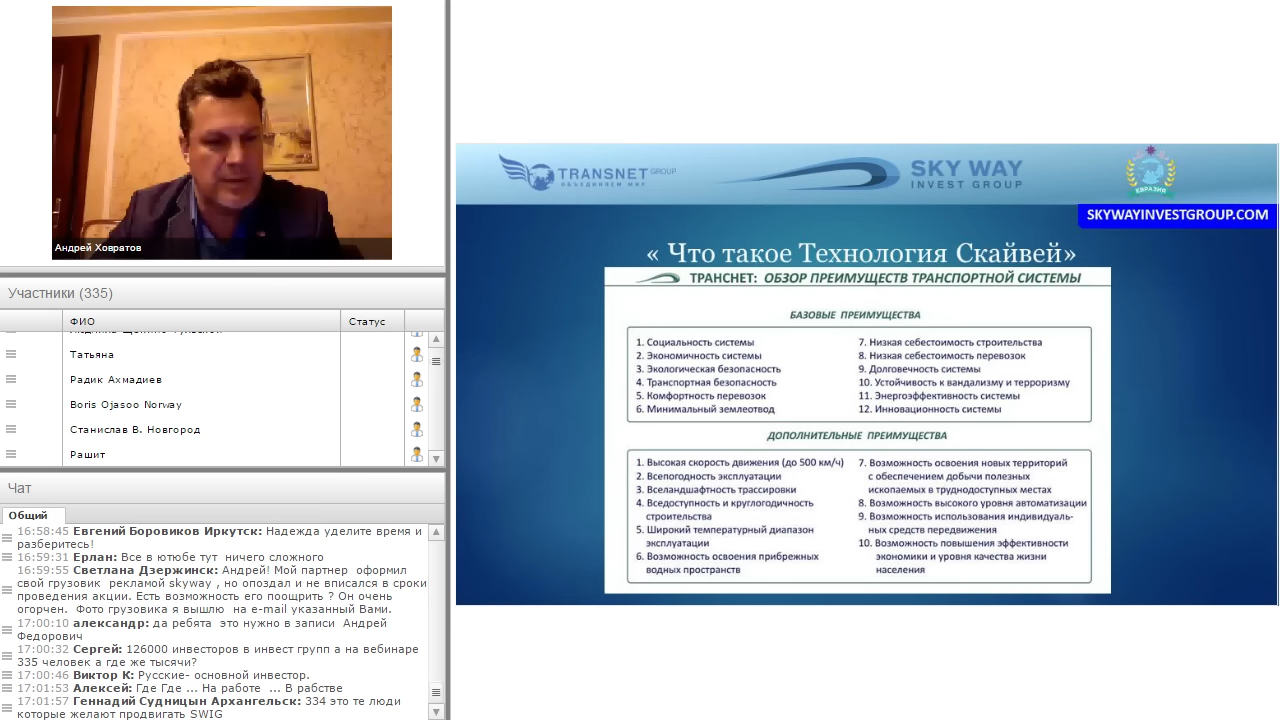 Андрей Ховратов
Участники (335)
ФИО
Статус
Татьяна
Радик Ахмадиев
Boris Ojasoo Norway
Станислав В. Новгород
Рашит
Чат
Общий
16:58:45 Евгений Боровиков Иркутск: Надежда уделите время и
разберитесь!
16:59:31 Ерлан: Все в ютюбе тут ничего сложного
16:59:55 Светлана Дзержинск: Андрей! Мой партнер оформил
свой грузовик рекламой skyway , но опоздал и не вписался в сроки
проведения акции. Есть возможность его поощрить ? Он очень
огорчен. Фото грузовика я вышлю на e-mail указанный Вами.
17:00:10 александр: да ребята это нужно в записи Андрей
Федорович
17:00:32 Сергей: 126000 инвесторов в инвест групп а на вебинаре
335 человек а где же тысячи?
17:00:46 Виктор К: Русские- основной инвестор.
17:01:53 Алексей: Где Где ... На работе ... В рабстве
17:01:57 Геннадий Судницын Архангельск: 334 это те люди
которые желают продвигать SWIG
TRANSNET GROUP
ОБЪЕДИНЯЕМ МИР
SKY WAY
INVEST GROUP
ЕВРАЗИЯ
SKYWAYINVESTGROUP.COM
« Что такое Технология Скайвей»
ТРАНСНЕТ: ОБЗОР ПРЕИМУЩЕСТВ ТРАНСПОРТНОЙ СИСТЕМЫ
БАЗОВЫЕ ПРЕИМУЩЕСТВА
1. Социальность системы
2. Экономичность системы
3. Экологическая безопасность
4. Транспортная безопасность
5. Комфортность перевозок
6. Минимальный землеотвод
7. Низкая себестоимость строительства
8. Низкая себестоимость перевозок
9. Долговечность системы
10. Устойчивость к вандализму и терроризму
11. Энергоэффективность системы
12. Инновационность системы
ДОПОЛНИТЕЛЬНЫЕ ПРЕИМУЩЕСТВА
1. Высокая скорость движения (до 500 км/ч)
2. Всепогодность эксплуатации
3. Вселандшафтность трассировки
4. Вседоступность и круглогодичность
строительства
5. Широкий температурный диапазон
эксплуатации
6. Возможность освоения прибрежных
водных пространств
7. Возможность освоения новых территорий
с обеспечением добычи полезных
ископаемых в труднодоступных местах
8. Возможность высокого уровня автоматизации
9. Возможность использования индивидуаль-
ных средств передвижения
10. Возможность повышения эффективности
экономики и уровня качества жизни
населения